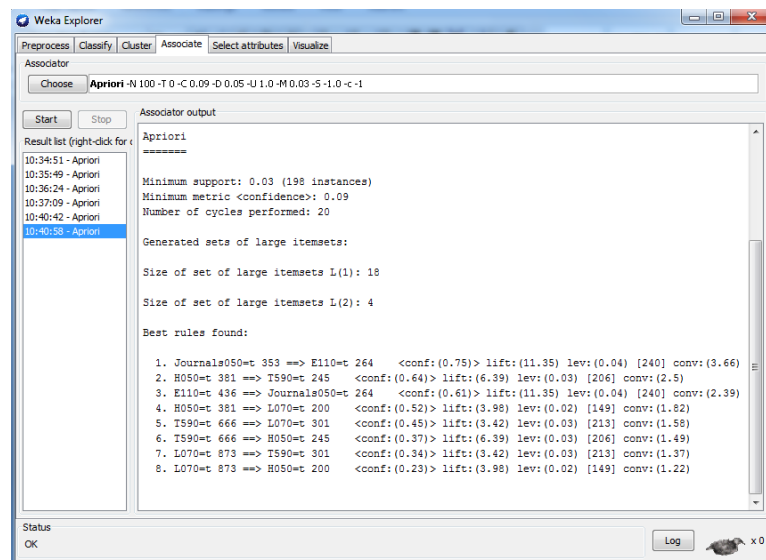 Weka Explorer
Preprocess Classify Cluster Associate Select attributes Visualize
Associator
Choose Apriori -N 100 -T 0 -C 0.09 -D 0.05 -U 1.0 -M 0.03 -S -1.0 -c -1
Start Stop
Result list (right-click for
10:34:51 - Apriori
10:35:49 - Apriori
10:36:24 - Apriori
10:37:09 - Apriori
10:40:42 - Apriori
10:40:58 - Apriori
Associator output
Apriori
=======
Minimum support: 0.03 (198 instances)
Minimum metric <confidence>: 0.09
Number of cycles performed: 20
Generated sets of large itemsets:
Size of set of large itemsets L(1): 18
Size of set of large itemsets L(2): 4
Best rules found:
1. Journals050=t 353 ==> E110=t 264 <conf:(0.75)> lift:(11.35) lev:(0.04) [240] conv:(3.66)
2. H050=t 381 ==> T590=t 245 <conf:(0.64)> lift:(6.39) lev:(0.03) [206] conv:(2.5)
3. E110=t 436 ==> Journals050=t 264 <conf:(0.61)> lift:(11.35) lev:(0.04) [240] conv:(2.39)
4. H050=t 381 ==> L070=t 200 <conf:(0.52)> lift:(3.98) lev:(0.02) [149] conv:(1.82)
5. T590=t 666 ==> L070=t 301 <conf:(0.45)> lift:(3.42) lev:(0.03) [213] conv:(1.58)
6. T590=t 666 ==> H050=t 245 <conf:(0.37)> lift:(6.39) lev:(0.03) [206] conv:(1.49)
7. L070=t 873 ==> T590=t 301 <conf:(0.34)> lift:(3.42) lev:(0.03) [213] conv:(1.37)
8. L070=t 873 ==> H050=t 200 <conf:(0.23)> lift:(3.98) lev:(0.02) [149] conv:(1.22)
Status
OK
Log
x 0